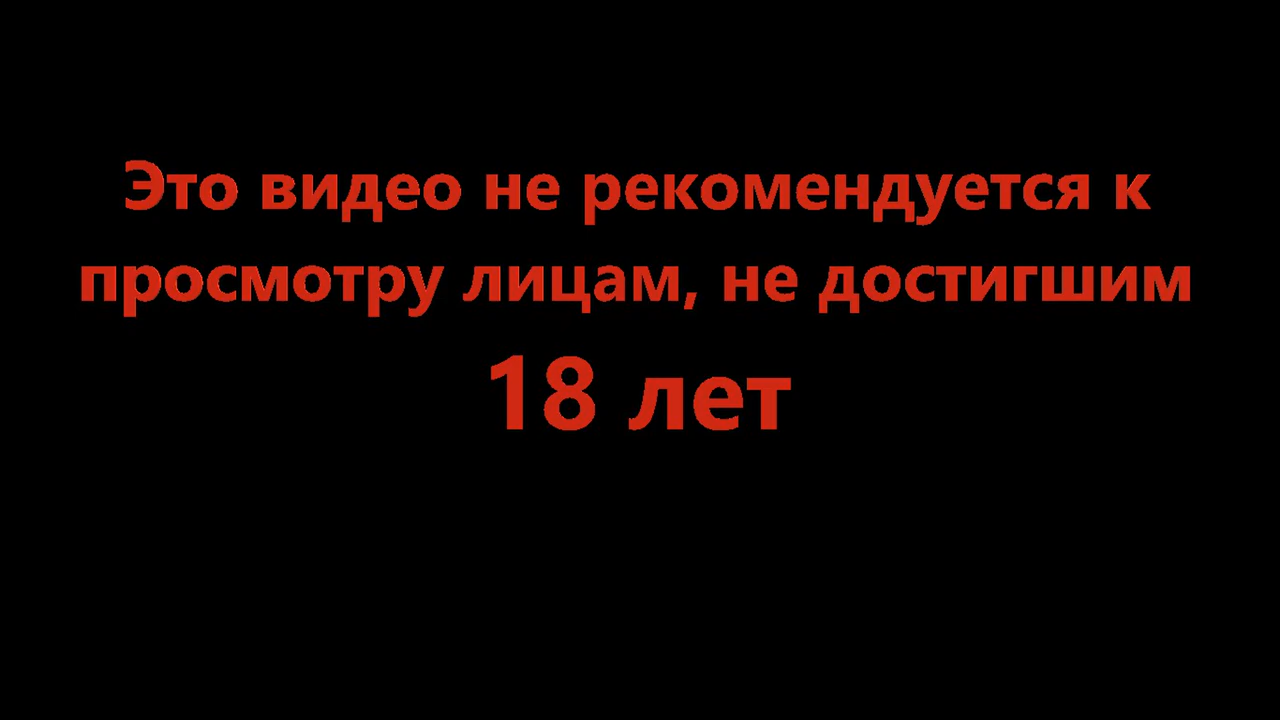 Это видео не рекомендуется к
просмотру лицам, не достигшим
18 лет